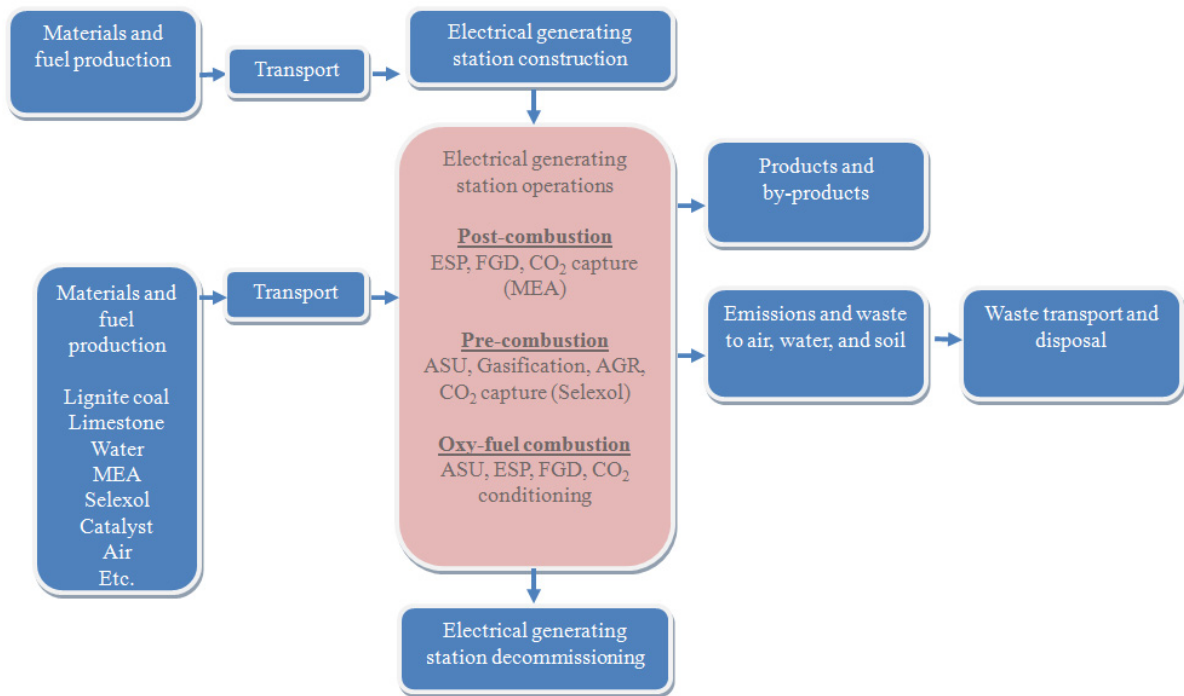 Materials and
fuel production
Transport
Electrical generating
station construction
Electrical generating
station operations
Post-combustion
ESP, FGD, CO₂ capture
(MEA)
Pre-combustion
ASU, Gasification, AGR,
CO₂ capture (Selexol)
Oxy-fuel combustion
ASU, ESP, FGD, CO₂
conditioning
Products and
by-products
Materials and
fuel
production
Lignite coal
Limestone
Water
MEA
Selexol
Catalyst
Air
Etc.
Transport
Emissions and waste
to air, water, and soil
Waste transport and
disposal
Electrical generating
station decommissioning